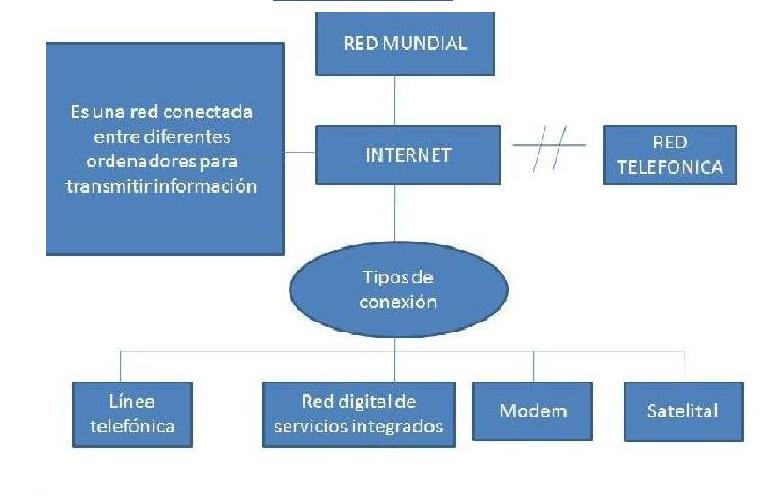 RED MUNDIAL
Es una red conectada
entre diferentes
ordenadores para
transmitir información
INTERNET
RED
TELEFONICA
Tipos de
conexión
Línea
telefónica
Red digital de
servicios integrados
Modem
Satelital